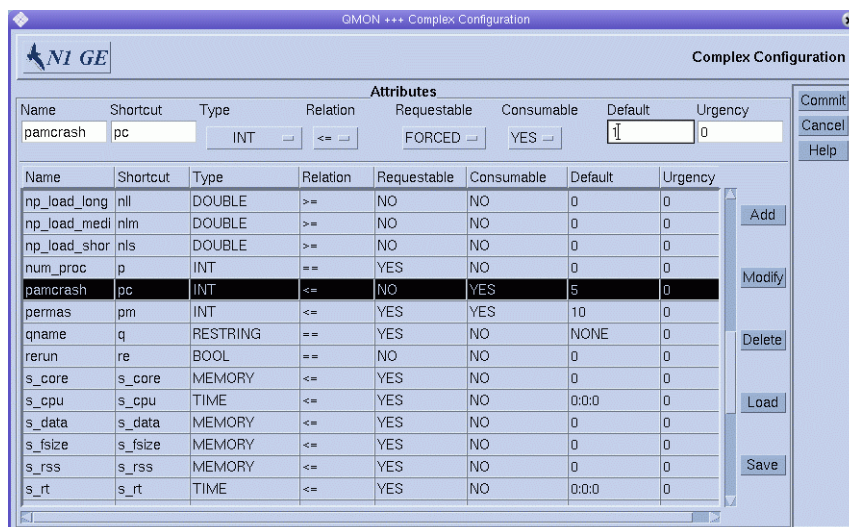 QMON +++ Complex Configuration
N1 GE
Complex Configuration
Attributes
Name Shortcut Type Relation Requestable Consumable Default Urgency
pamcrash pc INT <= FORCED YES 1 0
Commit
Cancel
Help
Name Shortcut Type Relation Requestable Consumable Default Urgency
np_load_long nll DOUBLE >= NO NO 0 0
np_load_medi nlm DOUBLE >= NO NO 0 0
np_load_shor nls DOUBLE >= NO NO 0 0
num_proc p INT == YES NO 0 0
pamcrash pc INT <= NO YES 5 0
permas pm INT <= YES YES 10 0
qname q RESTRING == YES NO NONE 0
rerun re BOOL == NO NO 0 0
s_core s_core MEMORY <= YES NO 0 0
s_cpu s_cpu TIME <= YES NO 0:0:0 0
s_data s_data MEMORY <= YES NO 0 0
s_fsize s_fsize MEMORY <= YES NO 0 0
s_rss s_rss MEMORY <= YES NO 0 0
s_rt s_rt TIME <= YES NO 0:0:0 0
Add
Modify
Delete
Load
Save